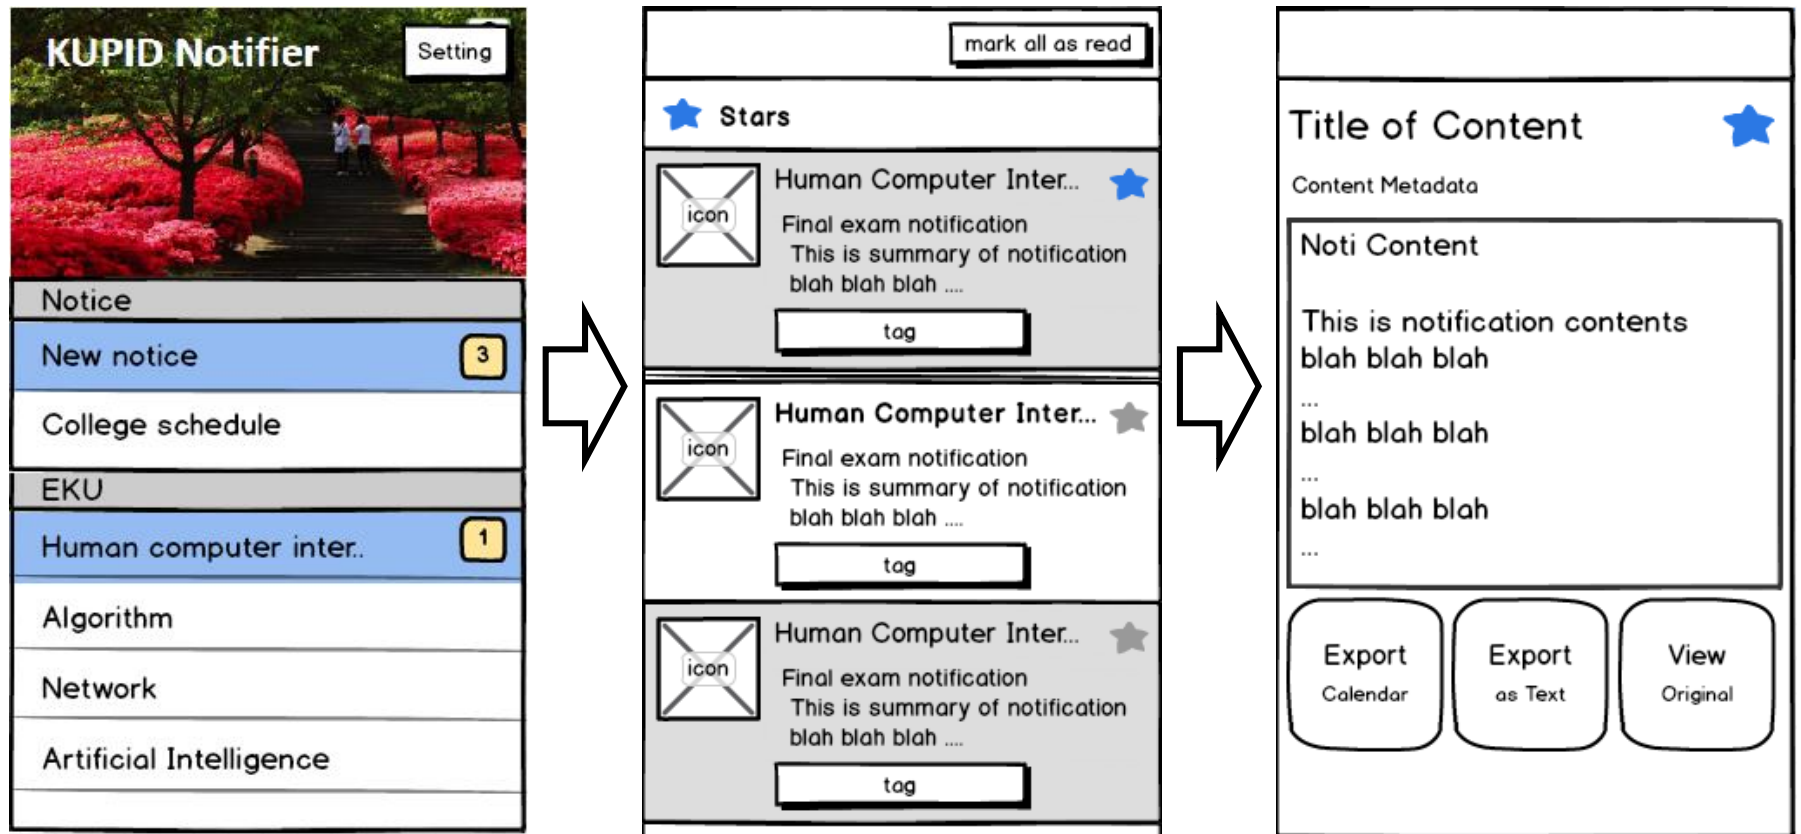 KUPID Notifier
Setting
Notice
New notice
3
College schedule
EKU
Human computer inter..
1
Algorithm
Network
Artificial Intelligence
mark all as read
Stars
Human Computer Inter...
icon
Final exam notification
This is summary of notification
blah blah blah ....
tag
Human Computer Inter...
icon
Final exam notification
This is summary of notification
blah blah blah ....
tag
Human Computer Inter...
icon
Final exam notification
This is summary of notification
blah blah blah ....
tag
Title of Content
Content Metadata
Noti Content
This is notification contents
blah blah blah
...
blah blah blah
...
blah blah blah
...
Export
Calendar
Export
as Text
View
Original